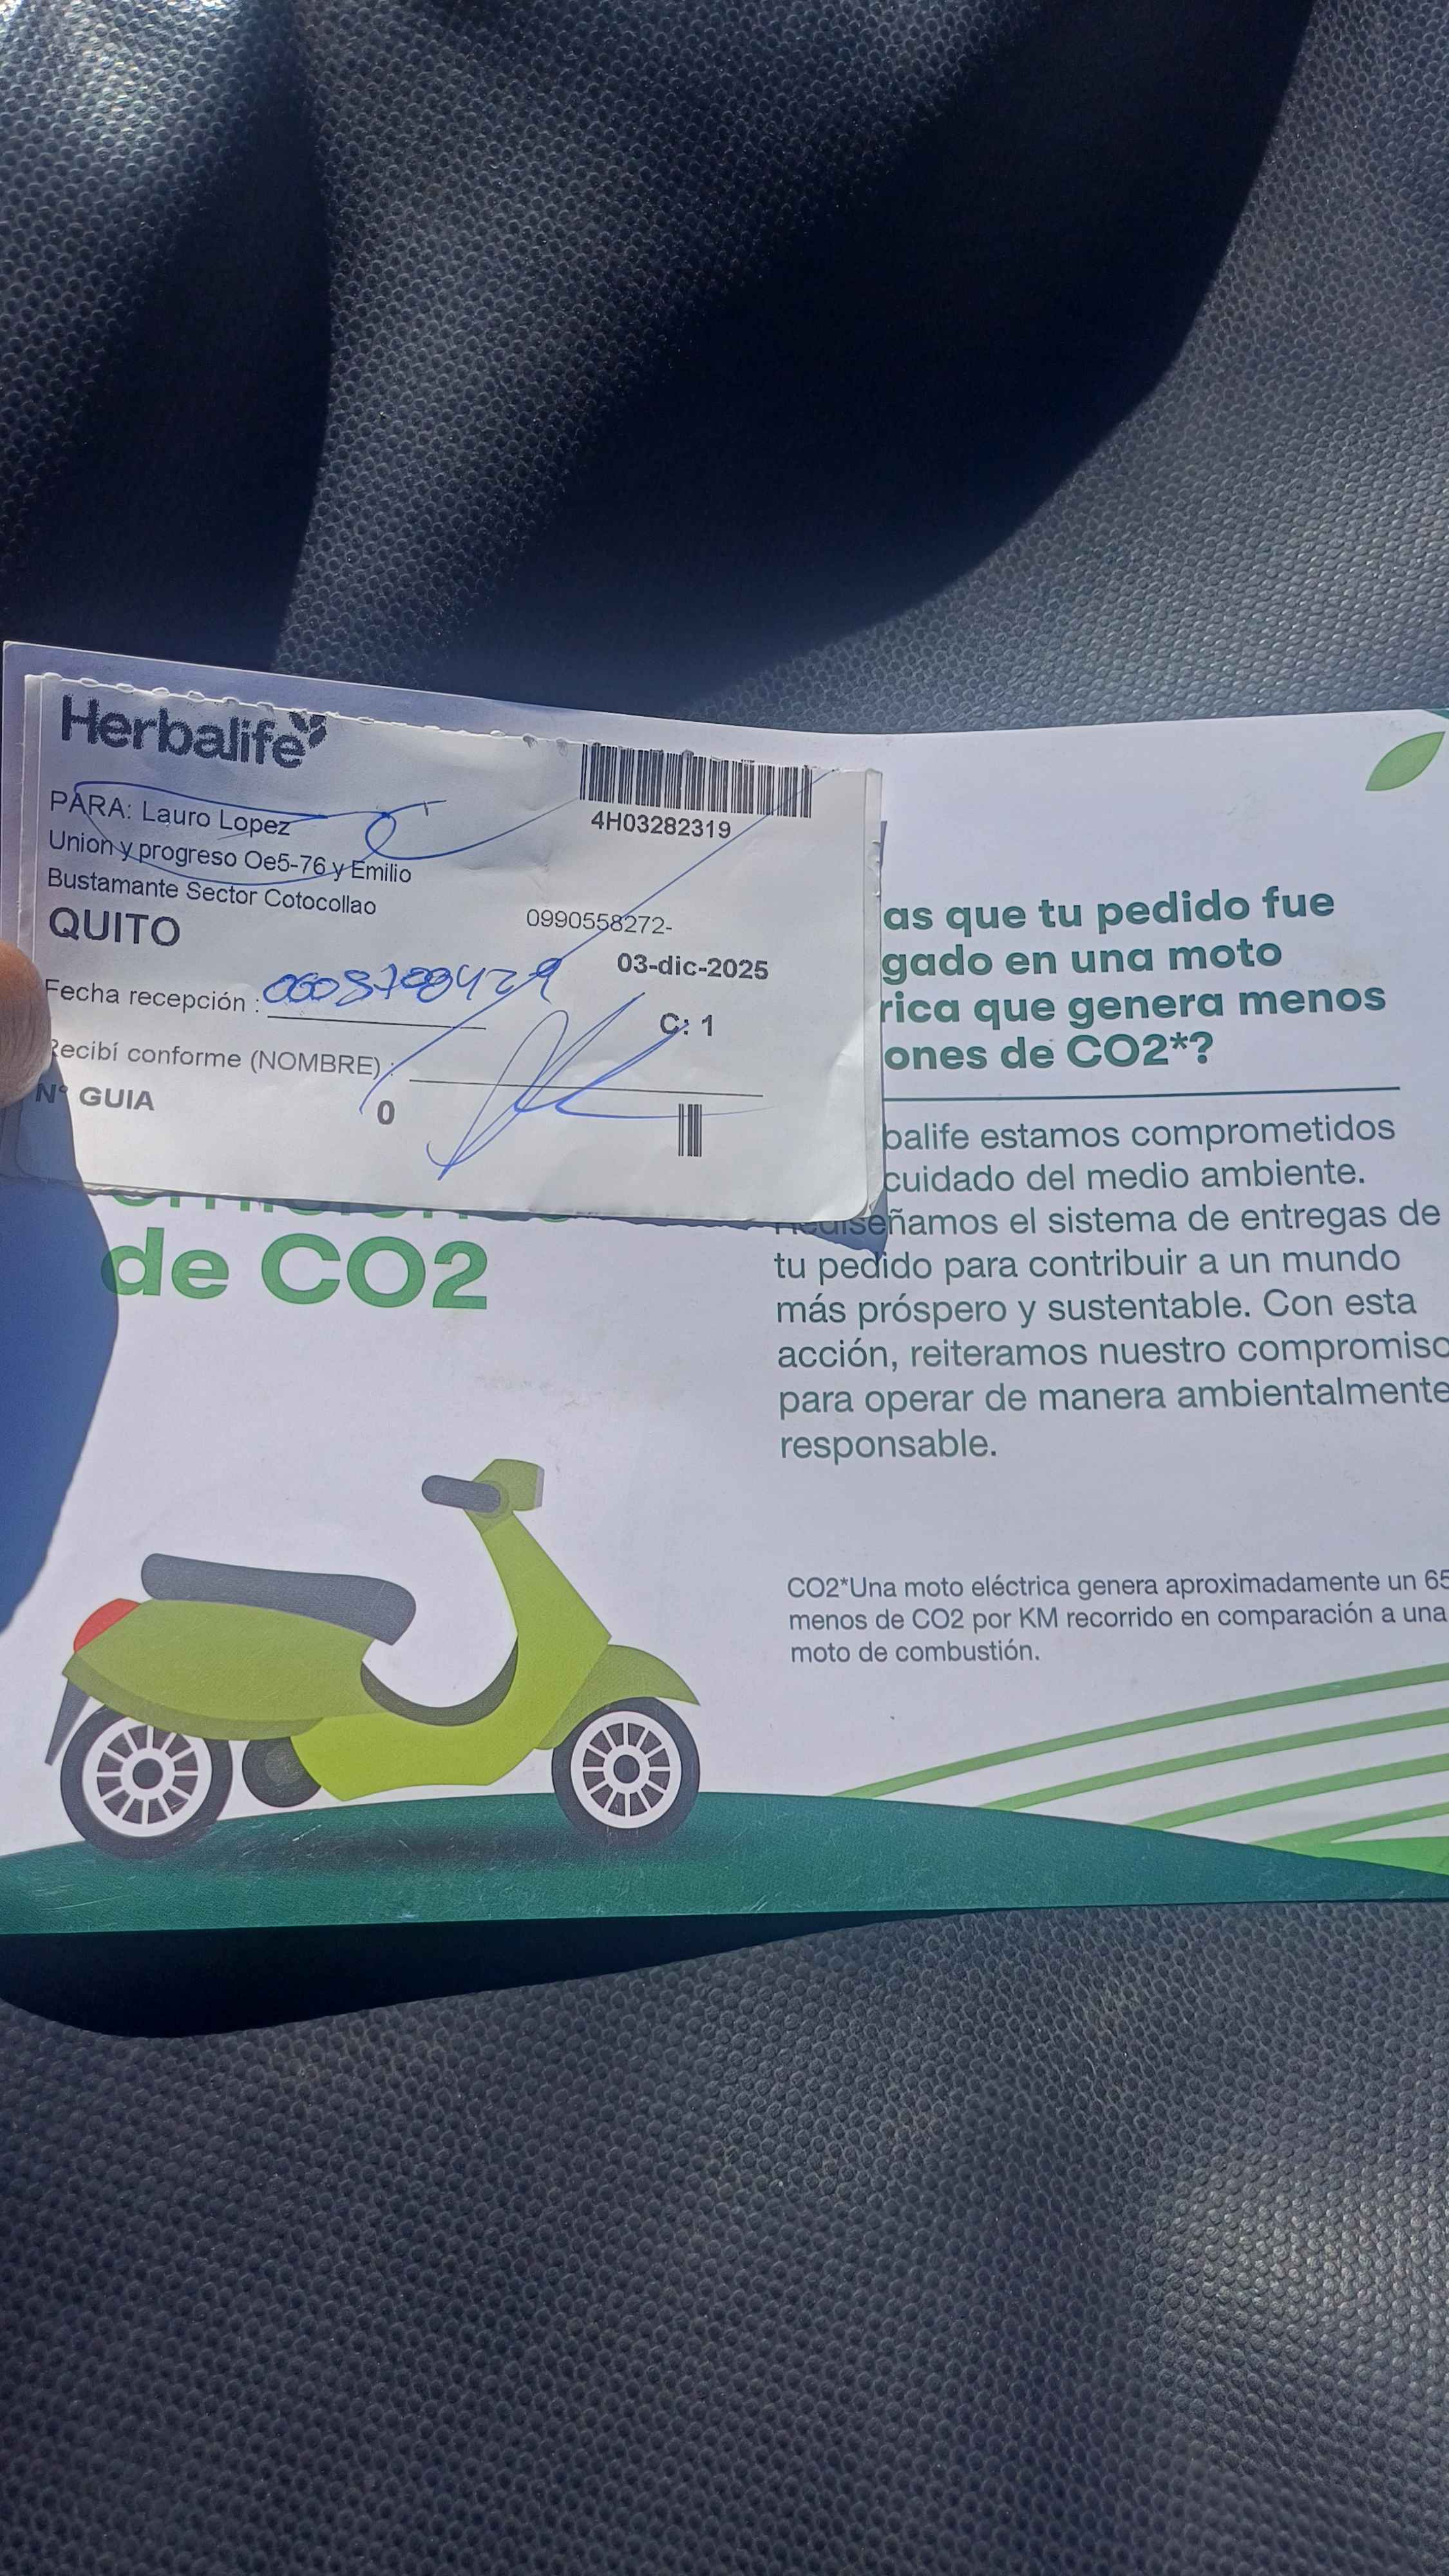 Herbalife
4H03282319
PARA: Lauro Lopez
Union y progreso Oe5-76 y Emilio
Bustamante Sector Cotocollao
QUITO
0990558272-
03-dic-2025
Fecha recepción :
C: 1
Recibí conforme (NOMBRE) :
N° GUIA
0
de CO2
as que tu pedido fue
gado en una moto
rica que genera menos
ones de CO2*?
balife estamos comprometidos
cuidado del medio ambiente.
Rediseñamos el sistema de entregas de
tu pedido para contribuir a un mundo
más próspero y sustentable. Con esta
acción, reiteramos nuestro compromiso
para operar de manera ambientalmente
responsable.
CO2*Una moto eléctrica genera aproximadamente un 65
menos de CO2 por KM recorrido en comparación a una
moto de combustión.